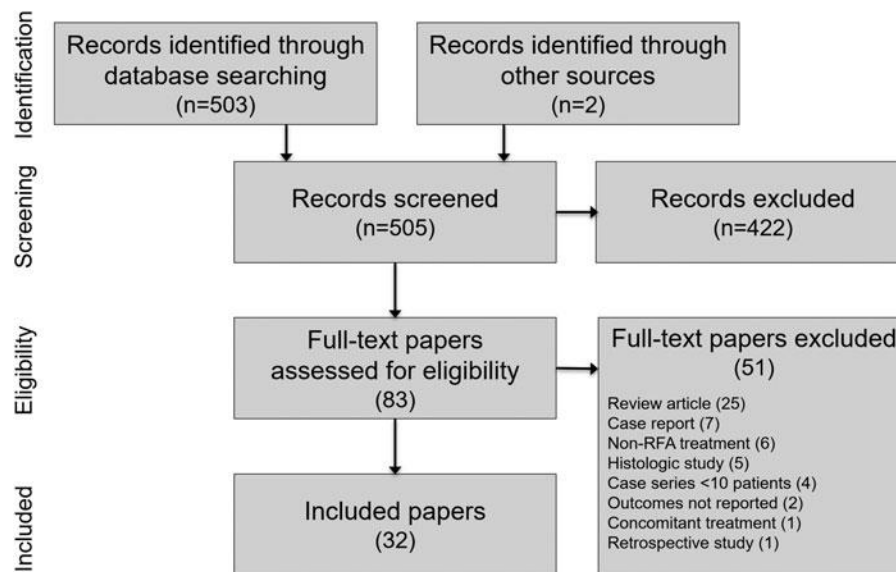 Identification
Records identified through
database searching
(n=503)
Records identified through
other sources
(n=2)
Screening
Records screened
(n=505)
Records excluded
(n=422)
Eligibility
Full-text papers
assessed for eligibility
(83)
Full-text papers excluded
(51)
Review article (25)
Case report (7)
Non-RFA treatment (6)
Histologic study (5)
Case series <10 patients (4)
Outcomes not reported (2)
Concomitant treatment (1)
Retrospective study (1)
Included
Included papers
(32)